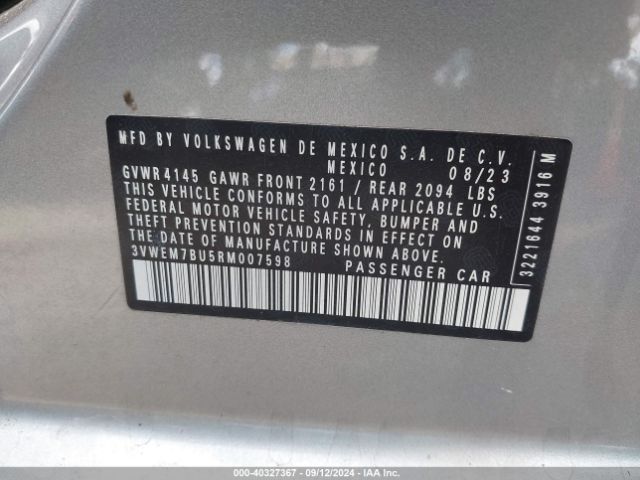 MFD BY VOLKSWAGEN DE MEXICO S.A. DE C.V.
MEXICO 08/23
GVWR 4145 GAWR FRONT 2161 / REAR 2094 LBS
THIS VEHICLE CONFORMS TO ALL APPLICABLE U.S.
FEDERAL MOTOR VEHICLE SAFETY, BUMPER AND
THEFT PREVENTION STANDARDS IN EFFECT ON
THE DATE OF MANUFACTURE SHOWN ABOVE.
3VWEM7BU5RM007598 PASSENGER CAR
3221644 3916 M
000-40327367 - 09/12/2024 - IAAI.COM